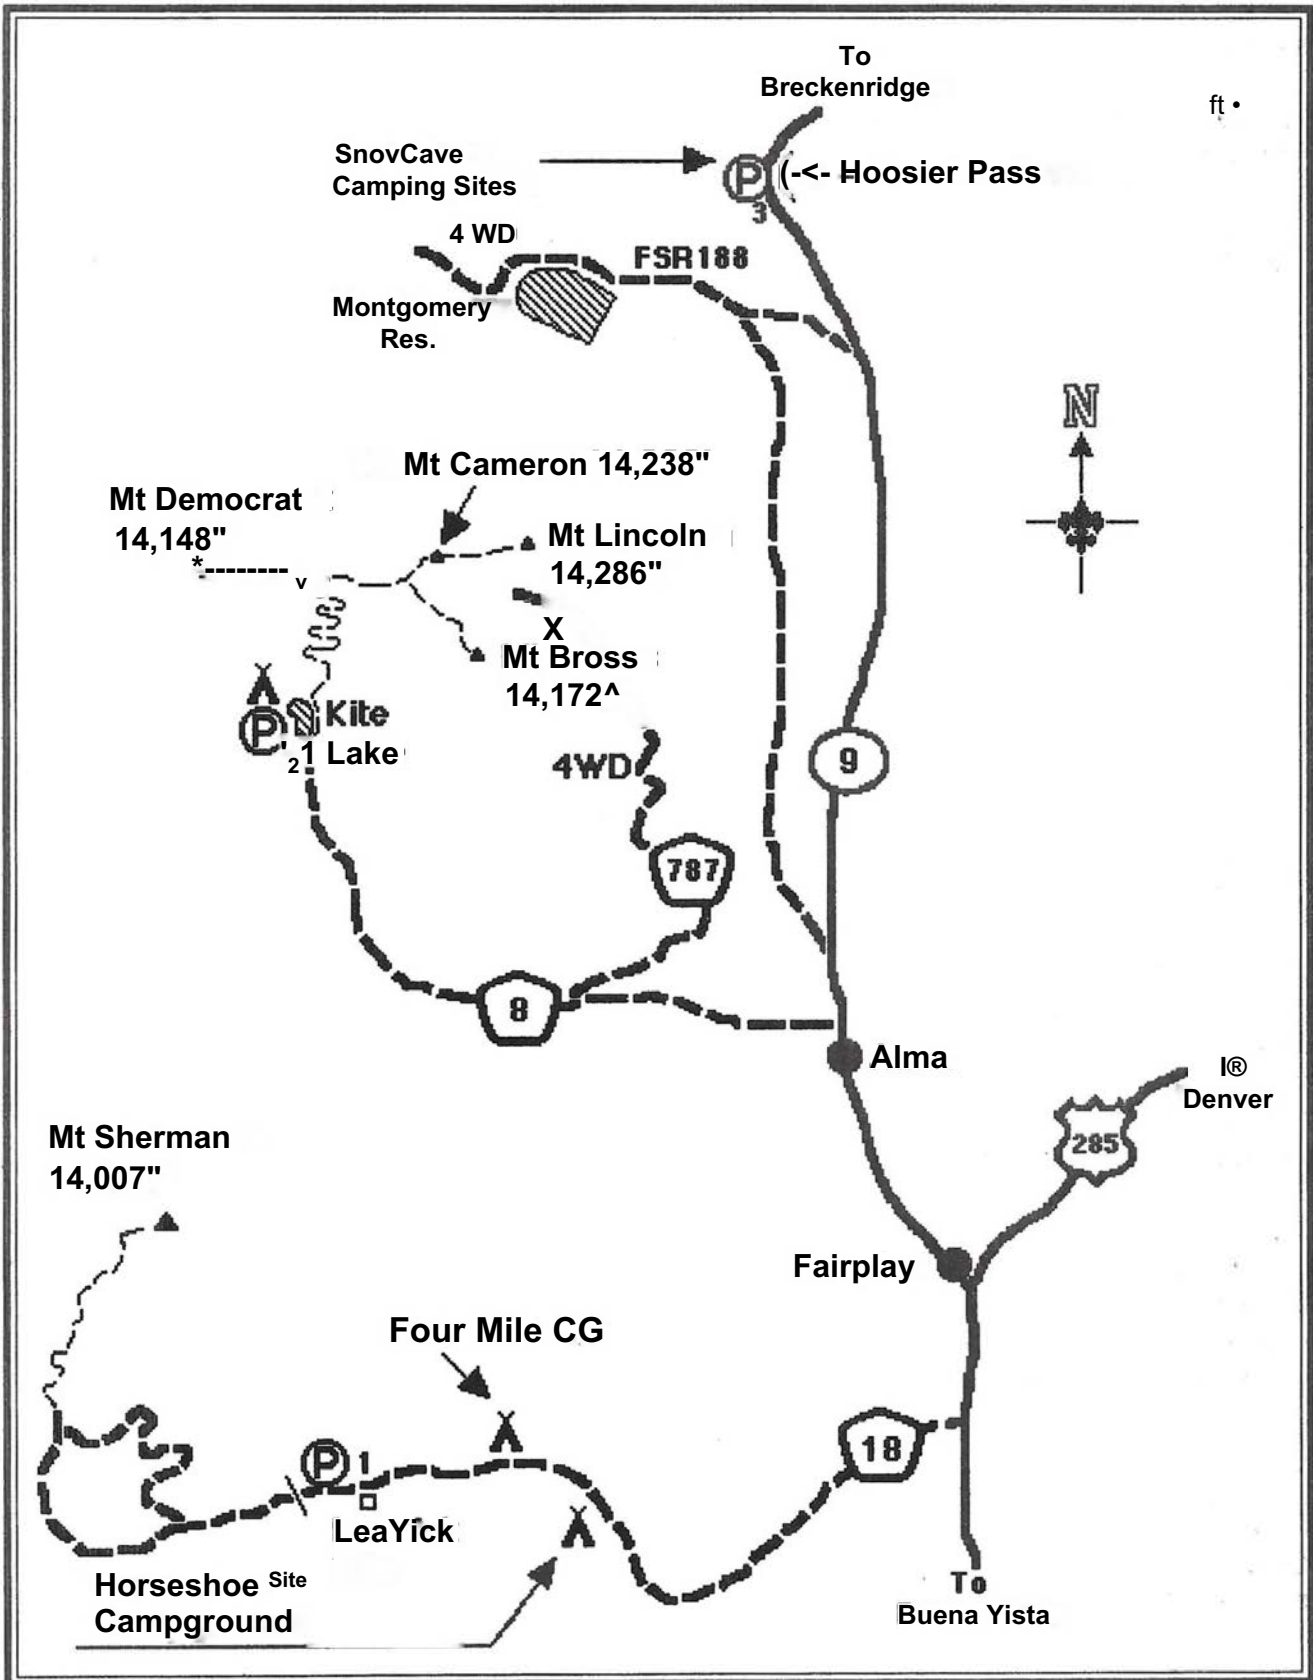 To
Breckenridge
ft •
SnovCave
Camping Sites
P
3
(-<- Hoosier Pass
4 WD
FSR188
Montgomery
Res.
N
Mt Cameron 14,238"
Mt Democrat
14,148"
*--------
v
Mt Lincoln
14,286"
X
Mt Bross
14,172^
P
Kite
'2 1 Lake
4WD
9
787
8
Alma
I®
Denver
285
Mt Sherman
14,007"
Fairplay
Four Mile CG
18
P 1
LeaYick
Horseshoe Site
Campground
To
Buena Yista